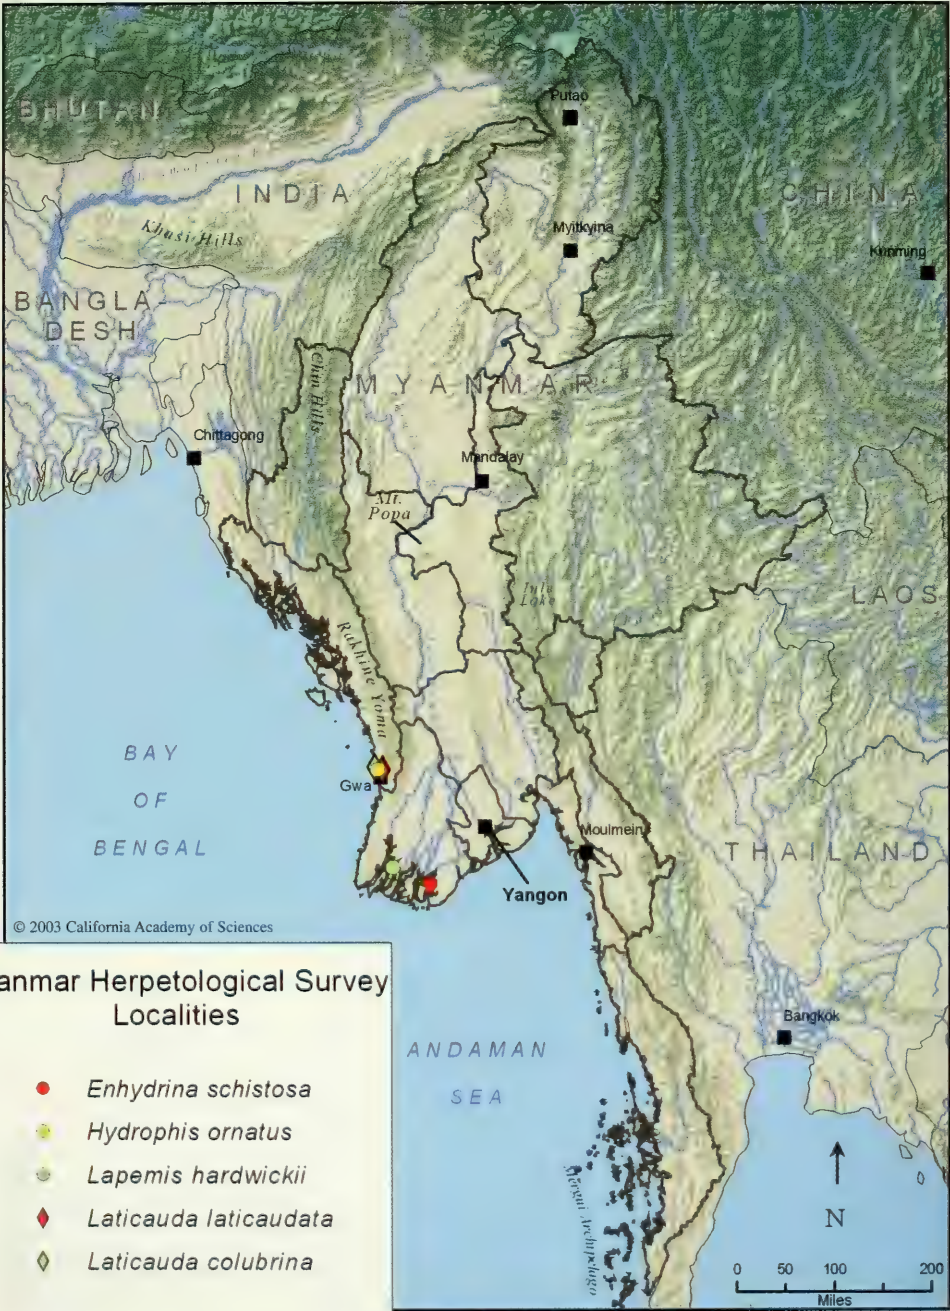 BHUTAN
INDIA
Khasi Hills
BANGLA
DESH
Chittagong
Chin Hills
MYANMAR
Putao
Myitkyina
CHINA
Kunming
Mandalay
Mt.
Popa
Lake
LAOS
Rakhine Yoma
BAY
OF
BENGAL
Gwa
Moulmein
THAILAND
Yangon
© 2003 California Academy of Sciences
anmar Herpetological Survey
Localities
Enhydrina schistosa
Hydrophis ornatus
Lapemis hardwickii
Laticauda laticaudata
Laticauda colubrina
ANDAMAN
SEA
Bangkok
Mergui Archipelago
N
0 50 100 200
Miles